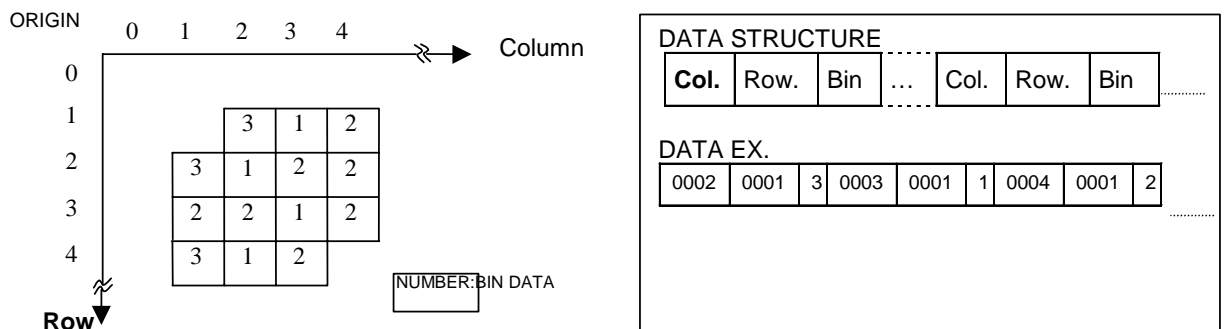 ORIGIN
0 1 2 3 4
Column
0
1 3 1 2
2 3 1 2 2
3 2 2 1 2
4 3 1 2
NUMBER:BIN DATA
Row
DATA STRUCTURE
Col. Row. Bin ... Col. Row. Bin
DATA EX.
0002 0001 3 0003 0001 1 0004 0001 2